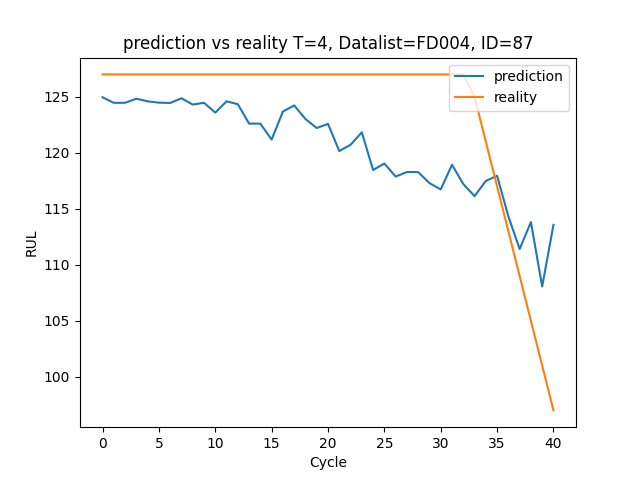 prediction vs reality T=4, Datalist=FD004, ID=87
prediction
reality
125
120
115
110
105
100
RUL
0 5 10 15 20 25 30 35 40
Cycle